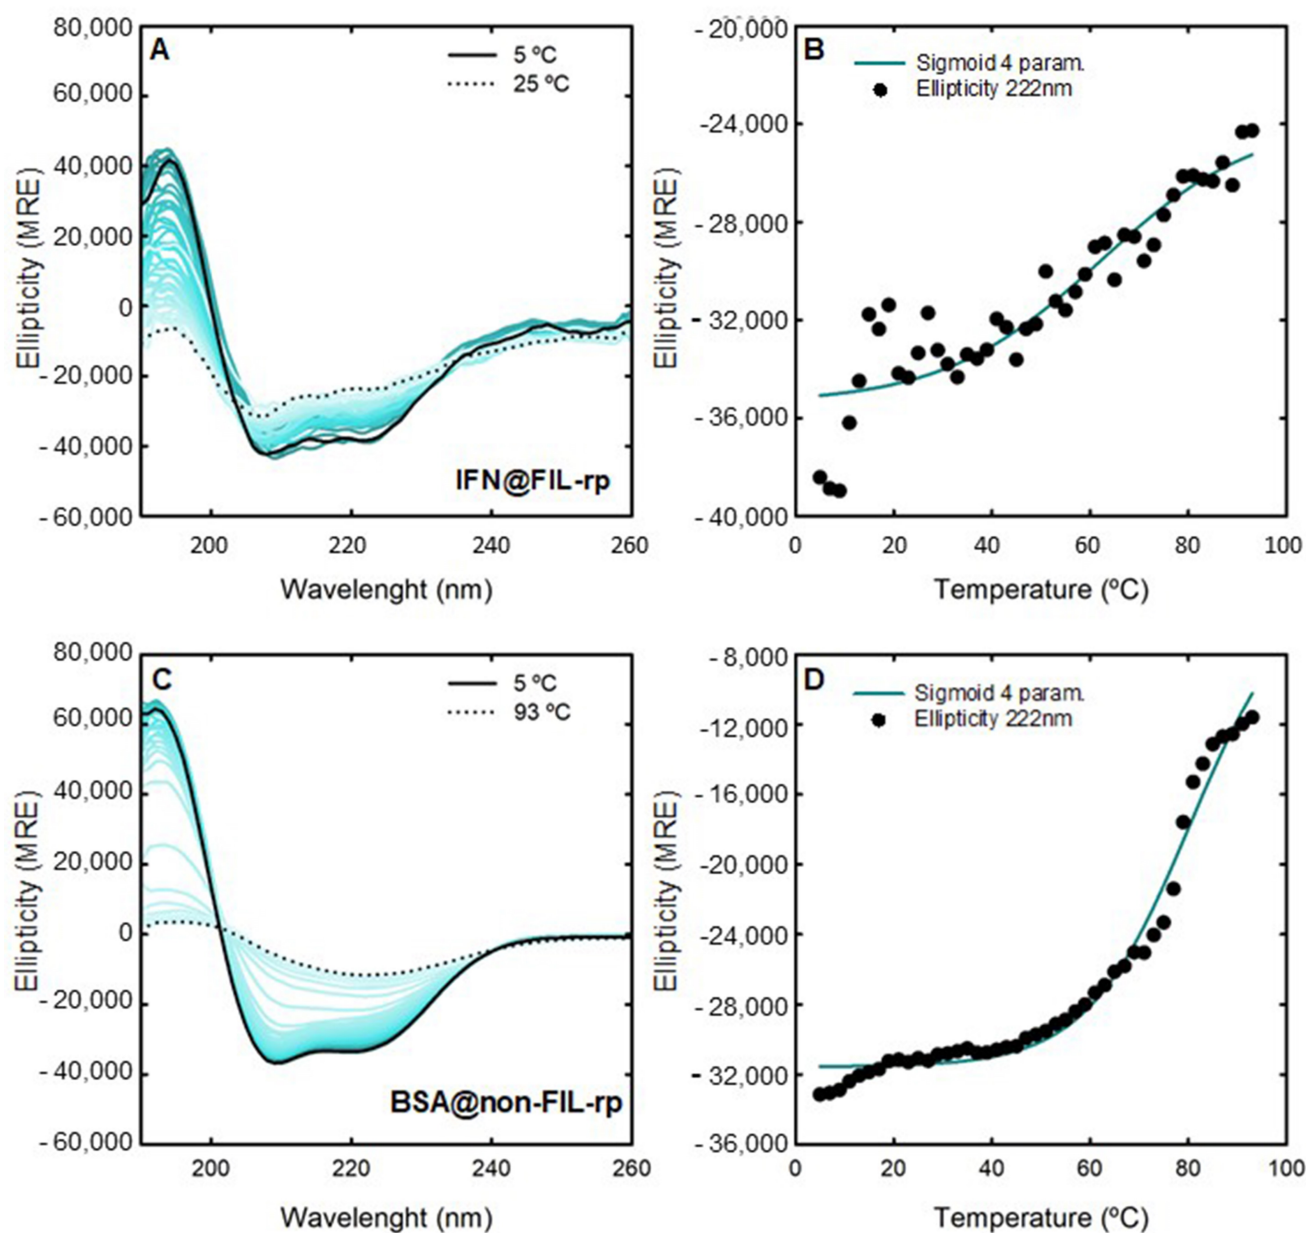 A
5 ºC
25 ºC
80,000
60,000
40,000
20,000
0
-20,000
-40,000
-60,000
Ellipticity (MRE)
IFN@FIL-rp
200
220
240
260
Wavelenght (nm)
B
Sigmoid 4 param.
Ellipticity 222nm
-20,000
-24,000
-28,000
-32,000
-36,000
-40,000
Ellipticity (MRE)
0
20
40
60
80
100
Temperature (ºC)
C
5 ºC
93 ºC
80,000
60,000
40,000
20,000
0
-20,000
-40,000
-60,000
Ellipticity (MRE)
BSA@non-FIL-rp
200
220
240
260
Wavelenght (nm)
D
Sigmoid 4 param.
Ellipticity 222nm
-8,000
-12,000
-16,000
-20,000
-24,000
-28,000
-32,000
-36,000
Ellipticity (MRE)
0
20
40
60
80
100
Temperature (ºC)